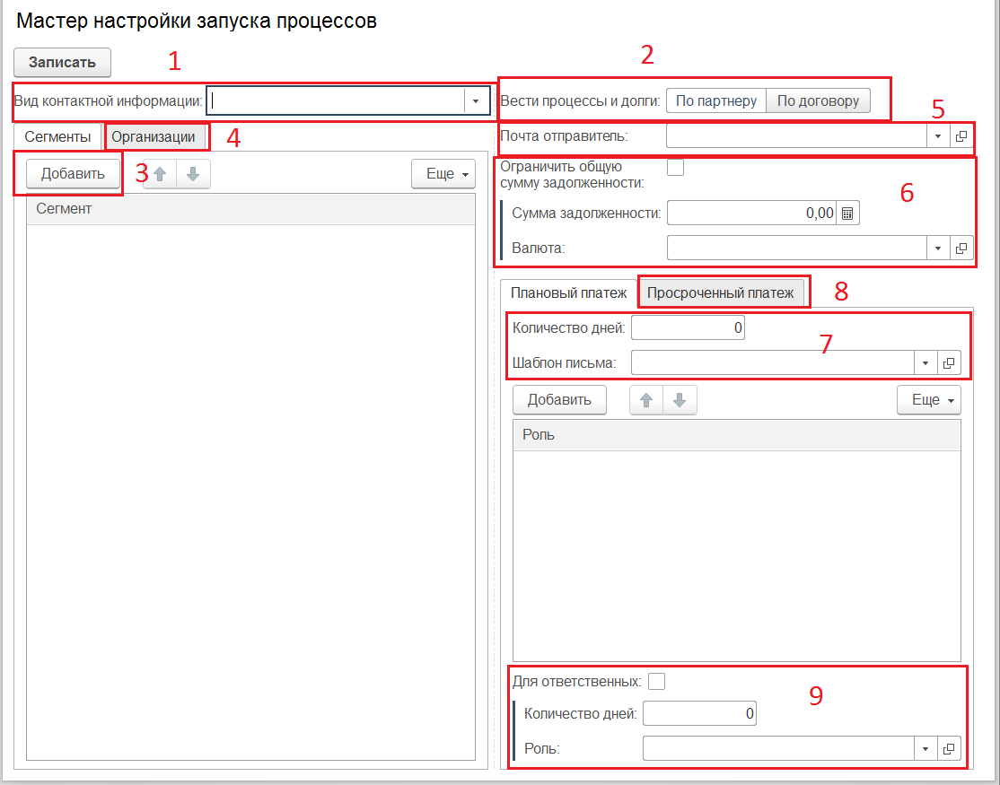 Мастер настройки запуска процессов
Записать
1
2
Вид контактной информации:
Вести процессы и долги: По партнеру По договору
5
Сегменты Организации 4
Почта отправитель:
Добавить 3 Еще
Сегмент
Ограничить общую
сумму задолженности:
6
Сумма задолженности: 0,00
Валюта:
Плановый платеж Просроченный платеж 8
Количество дней: 0
7
Шаблон письма:
Добавить Еще
Роль
Для ответственных:
9
Количество дней: 0
Роль: